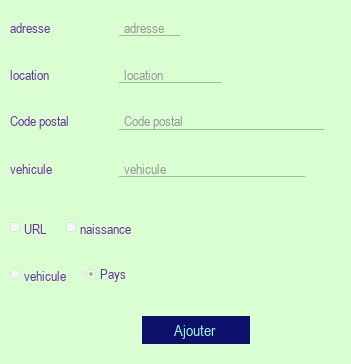 adresse adresse
location location
Code postal Code postal
vehicule vehicule
URL naissance
vehicule Pays
Ajouter